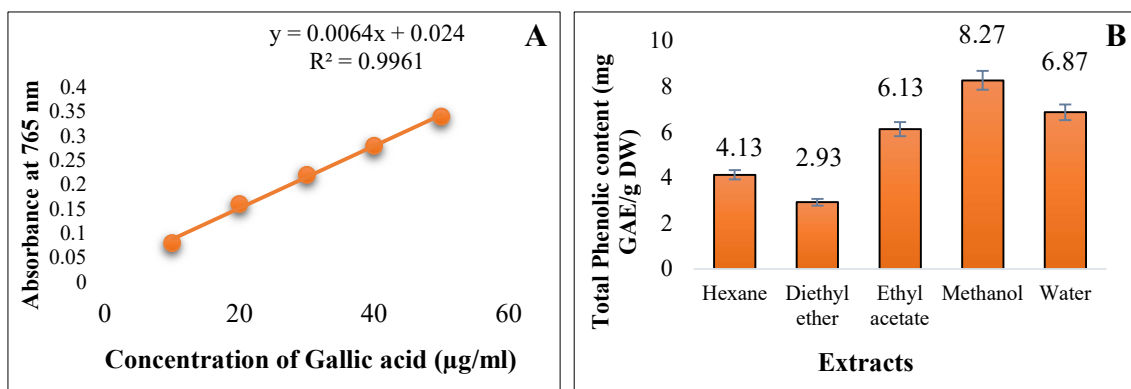 A
y = 0.0064x + 0.024
R² = 0.9961
Absorbance at 765 nm
0.4
0.35
0.3
0.25
0.2
0.15
0.1
0.05
0
0 20 40 60
Concentration of Gallic acid (µg/ml)
B
Total Phenolic content (mg
GAE/g DW)
10
8
6
4
2
0
4.13
2.93
6.13
8.27
6.87
Hexane
Diethyl
ether
Ethyl
acetate
Methanol
Water
Extracts